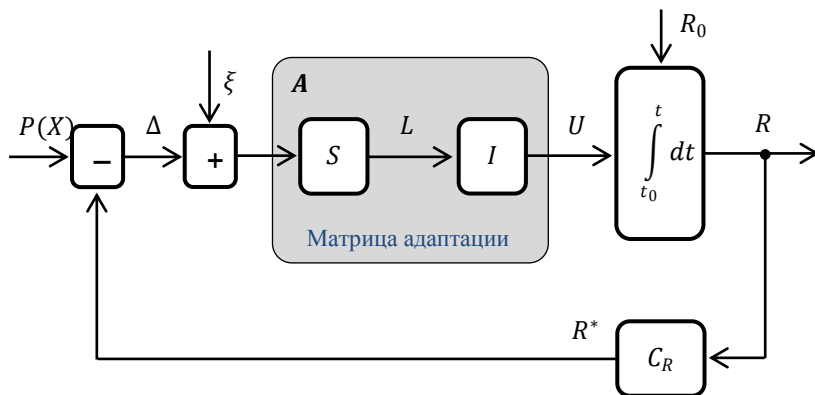 R₀
ξ
A
P(X)
Δ
L
U
t
R
−
+
S
I
∫ dt
t₀
Матрица адаптации
R*
C_R